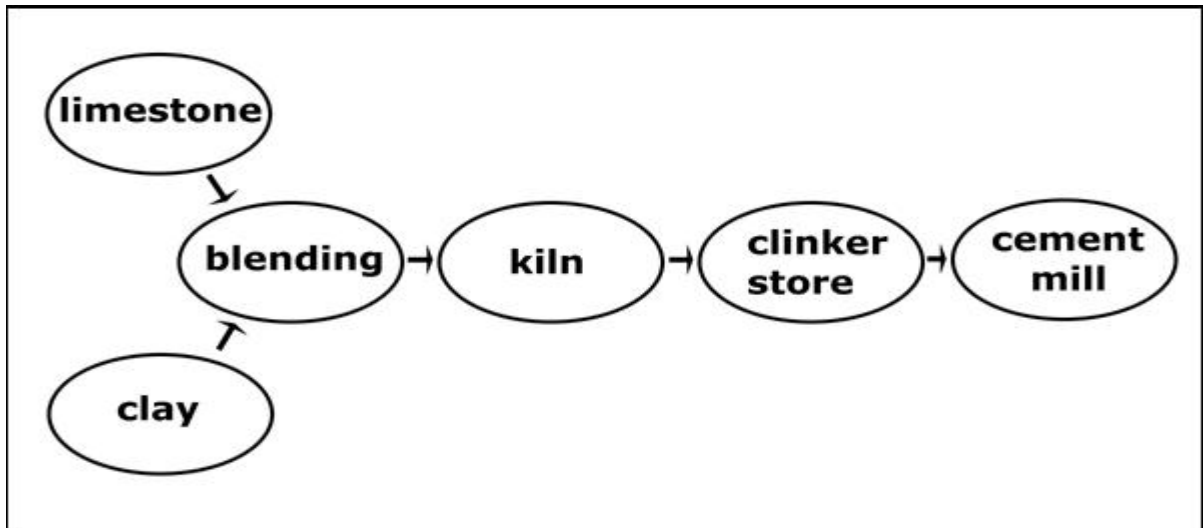 limestone
blending
kiln
clinker
store
cement
mill
clay